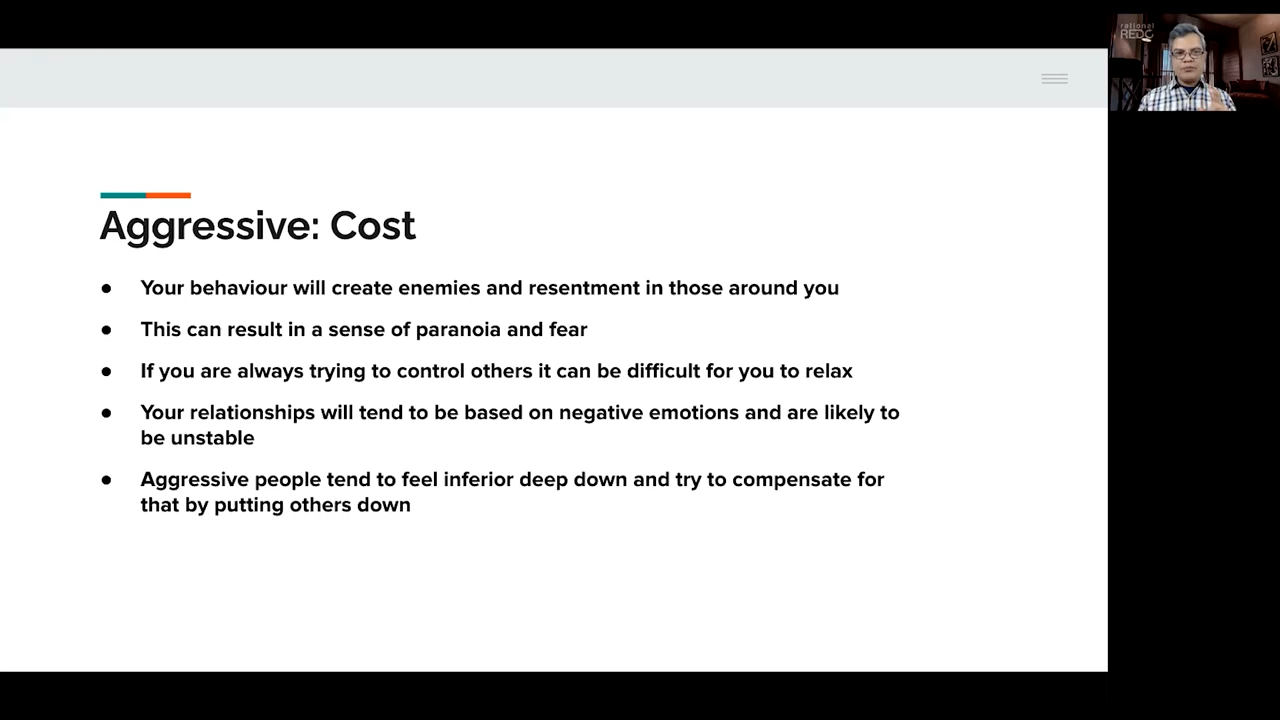 rational
REDO
Aggressive: Cost
● Your behaviour will create enemies and resentment in those around you
● This can result in a sense of paranoia and fear
● If you are always trying to control others it can be difficult for you to relax
● Your relationships will tend to be based on negative emotions and are likely to
be unstable
● Aggressive people tend to feel inferior deep down and try to compensate for
that by putting others down